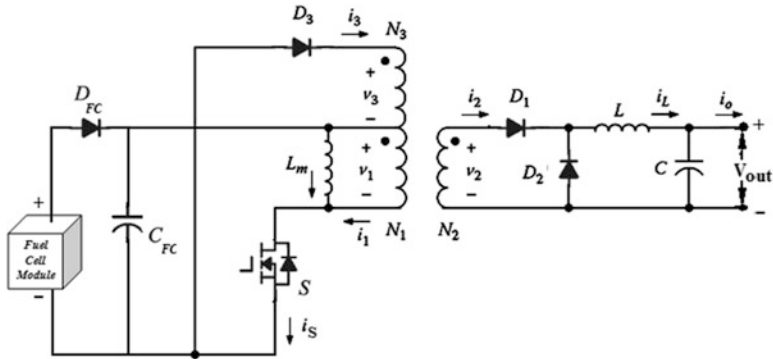 D3
i3
N3
DFC
+
v3
−
i2
D1
L
iL
io
+
Lm
+
v1
−
+
v2
−
D2
C
Vout
-
+
Fuel
Cell
Module
−
CFC
i1
N1
N2
S
iS